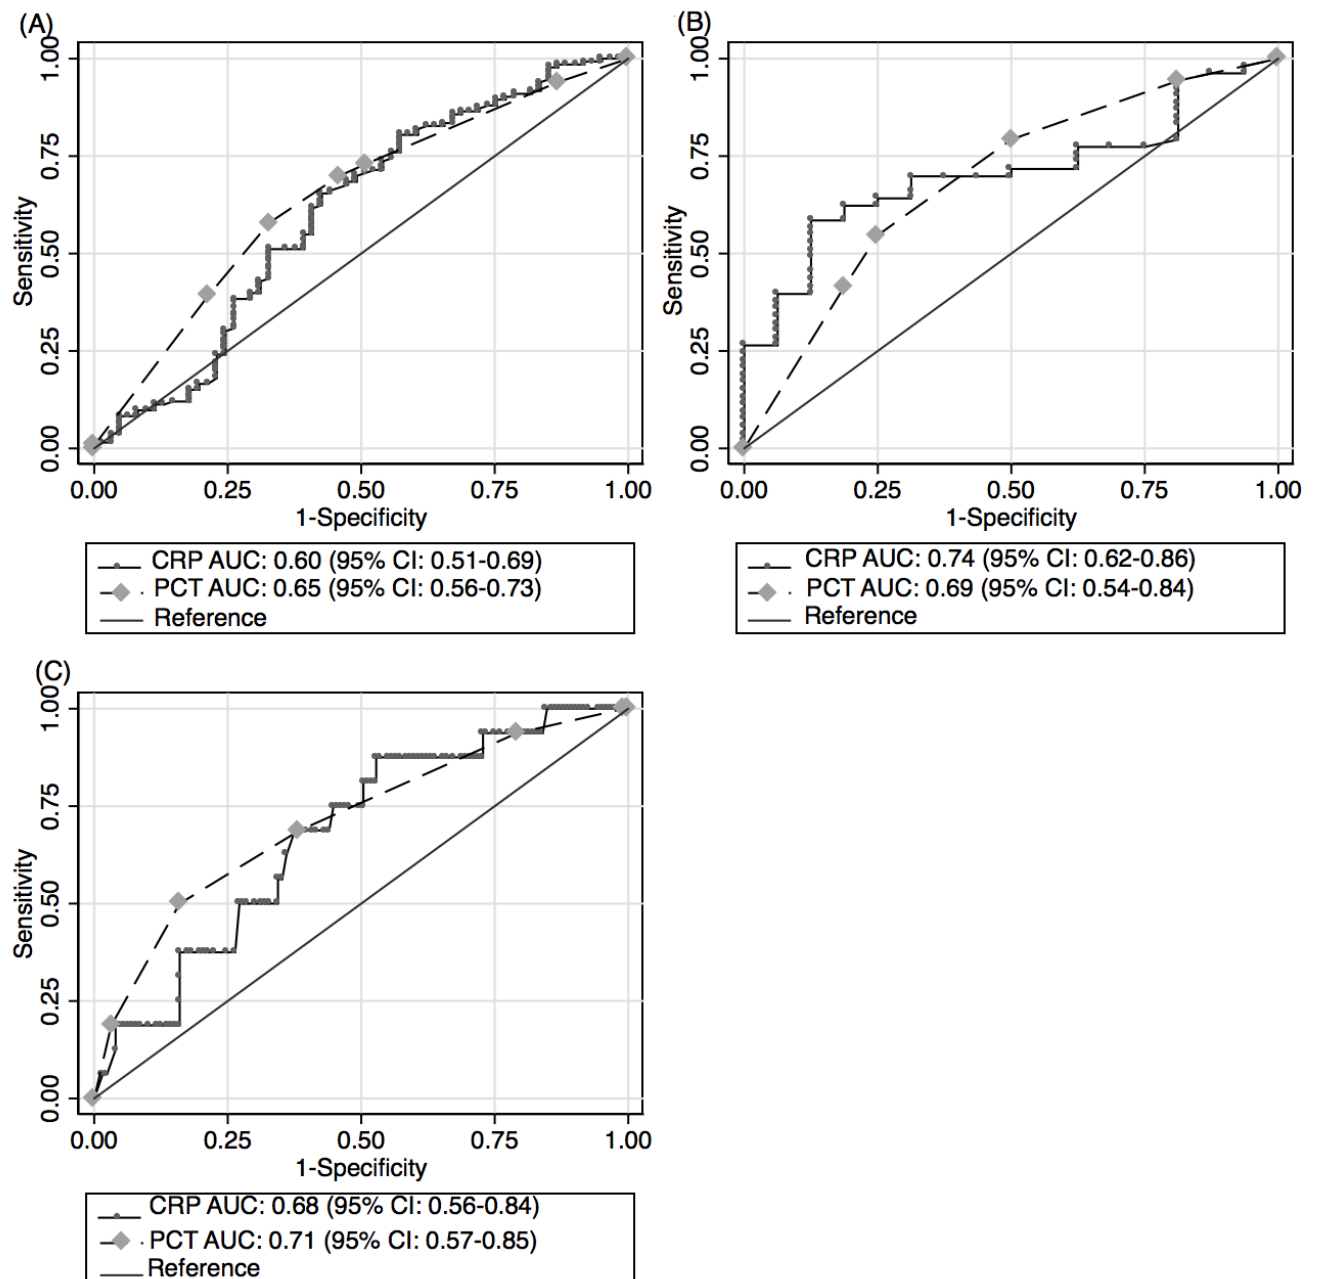 (A)
1.00
0.75
0.50
0.25
0.00
Sensitivity
0.00 0.25 0.50 0.75 1.00
1-Specificity
CRP AUC: 0.60 (95% CI: 0.51-0.69)
PCT AUC: 0.65 (95% CI: 0.56-0.73)
Reference
(B)
1.00
0.75
0.50
0.25
0.00
Sensitivity
0.00 0.25 0.50 0.75 1.00
1-Specificity
CRP AUC: 0.74 (95% CI: 0.62-0.86)
PCT AUC: 0.69 (95% CI: 0.54-0.84)
Reference
(C)
1.00
0.75
0.50
0.25
0.00
Sensitivity
0.00 0.25 0.50 0.75 1.00
1-Specificity
CRP AUC: 0.68 (95% CI: 0.56-0.84)
PCT AUC: 0.71 (95% CI: 0.57-0.85)
Reference